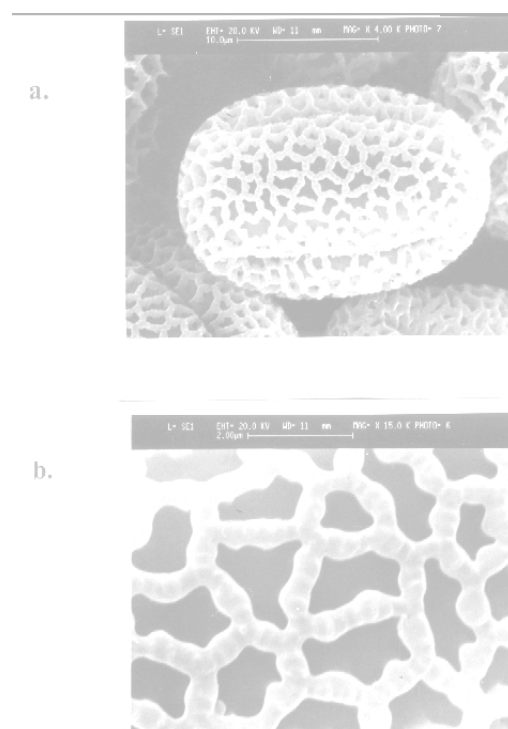 L= SE1 EHT= 20.0 KV WD= 11 mm MAG= X 4.00 K PHOTO= 7
10.0µm
a.
L= SE1 EHT= 20.0 KV WD= 11 mm MAG= X 15.0 K PHOTO= 6
2.00µm
b.